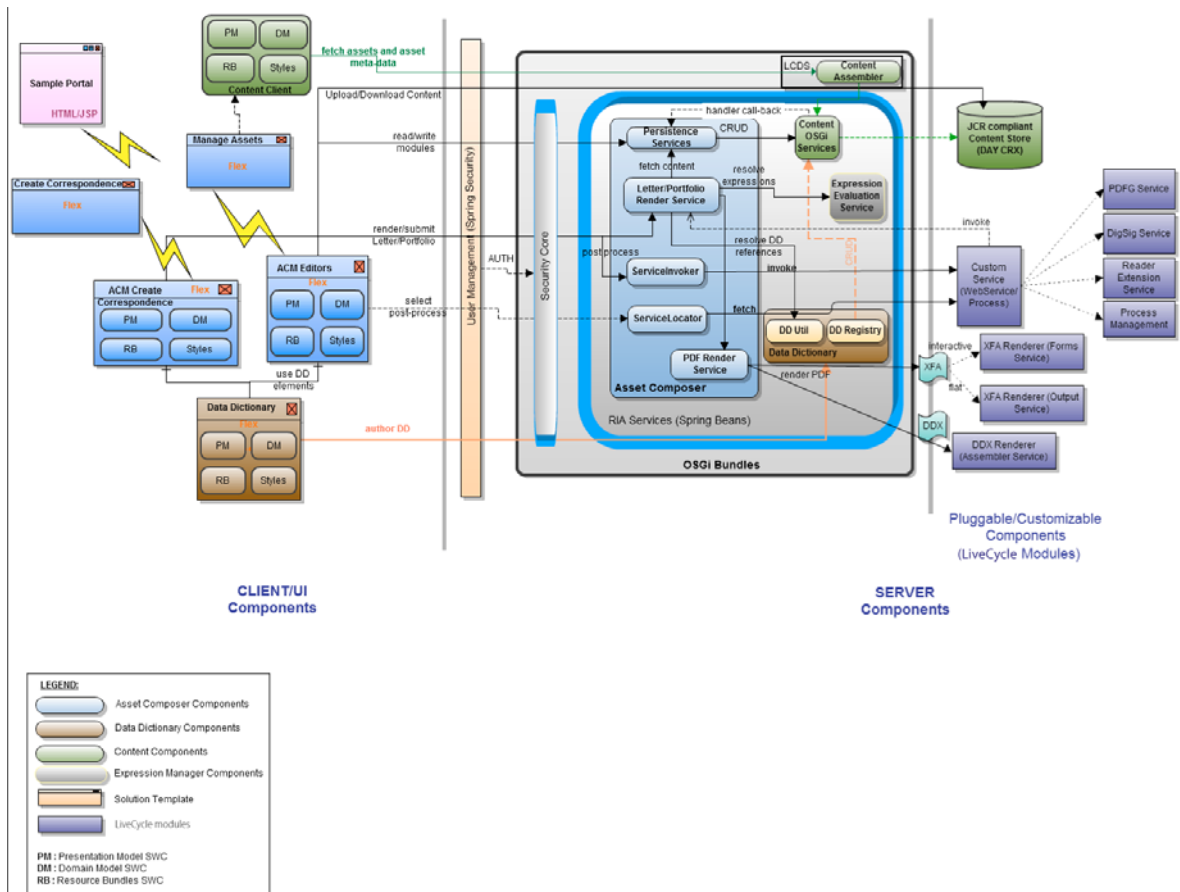 Sample Portal
HTML/JSP
PM
DM
RB
Styles
Content Client
fetch assets and asset
meta-data
Upload/Download Content
Manage Assets
Flex
read/write
modules
Create Correspondence
Flex
render/submit
Letter/Portfolio
ACM Create
Flex
Correspondence
PM
DM
RB
Styles
ACM Editors
Flex
PM
DM
RB
Styles
select
post-process
use DD
elements
Data Dictionary
Flex
PM
DM
RB
Styles
author DD
User Management (Spring Security)
AUTH
Security Core
LCDS
Content
Assembler
handler call-back
CRUD
Persistence
Services
Content
OSGi
Services
fetch content
resolve
expressions
Letter/Portfolio
Render Service
Expression
Evaluation
Service
post process
resolve DD
references
CRUD
ServiceInvoker
invoke
ServiceLocator
fetch
DD Util
DD Registry
Data Dictionary
PDF Render
Service
render PDF
Asset Composer
RIA Services (Spring Beans)
OSGi Bundles
JCR compliant
Content Store
(DAY CRX)
invoke
Custom
Service
(WebService/
Process)
PDFG Service
DigSig Service
Reader
Extension
Service
Process
Management
interactive
XFA
flat
XFA Renderer (Forms
Service)
XFA Renderer (Output
Service)
DDX
DDX Renderer
(Assembler Service)
Pluggable/Customizable
Components
(LiveCycle Modules)
CLIENT/UI
Components
SERVER
Components
LEGEND:
Asset Composer Components
Data Dictionary Components
Content Components
Expression Manager Components
Solution Template
LiveCycle modules
PM : Presentation Model SWC
DM : Domain Model SWC
RB : Resource Bundles SWC